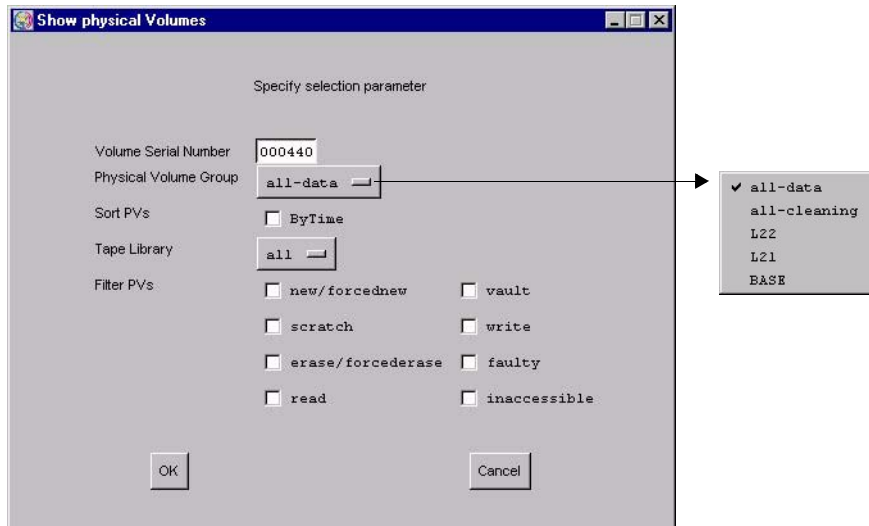 Show physical Volumes
Specify selection parameter
Volume Serial Number 000440
Physical Volume Group all-data
Sort PVs ByTime
Tape Library all
Filter PVs new/forcednew vault
scratch write
erase/forcederase faulty
read inaccessible
OK Cancel
all-data
all-cleaning
L22
L21
BASE